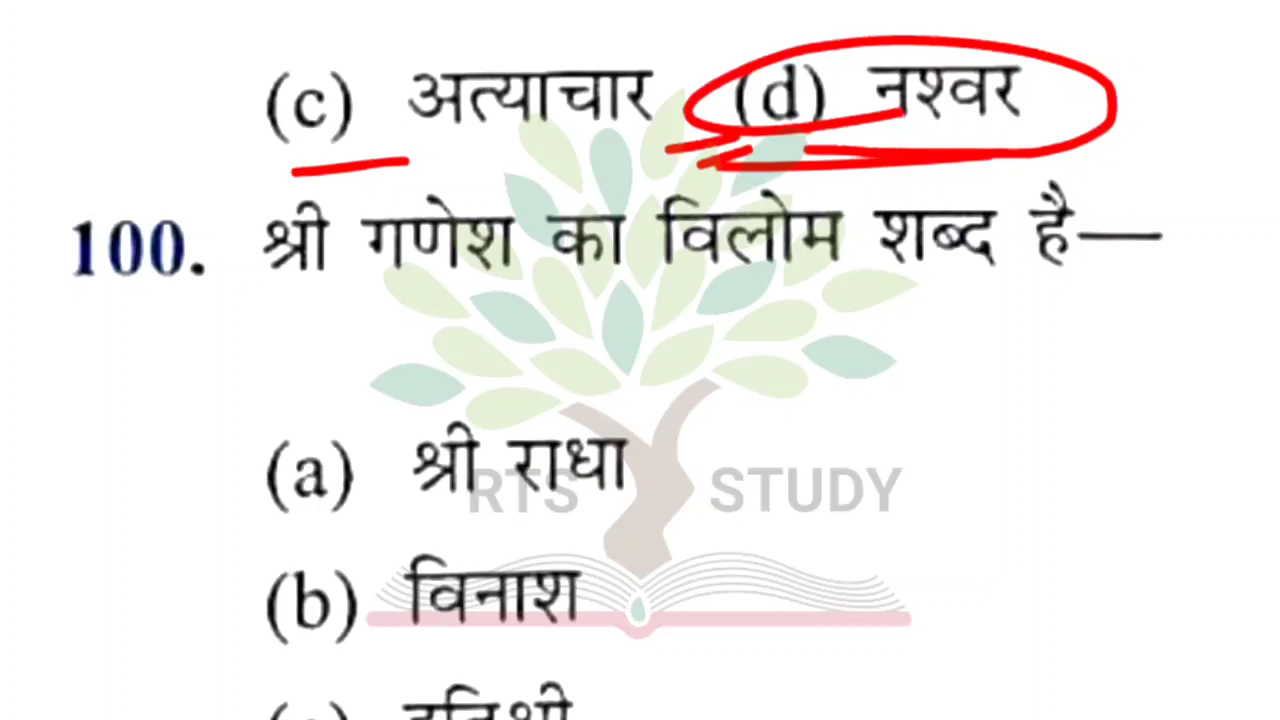 (c) अत्याचार (d) नश्वर
100. श्री गणेश का विलोम शब्द है—
(a) श्री राधा
RTS STUDY
(b) विनाश